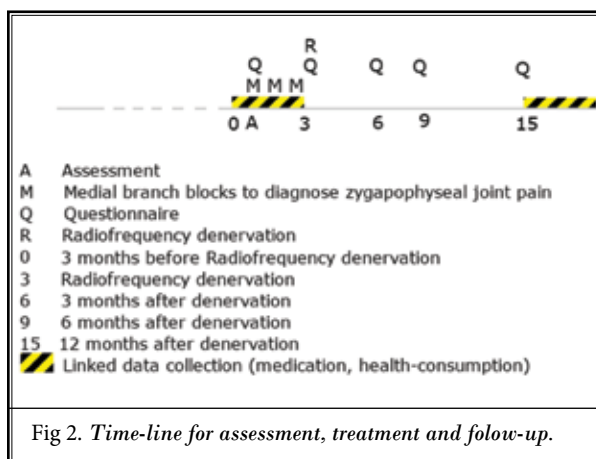 R
Q Q Q Q Q
M M M
0 A 3 6 9 15
A Assessment
M Medial branch blocks to diagnose zygapophyseal joint pain
Q Questionnaire
R Radiofrequency denervation
0 3 months before Radiofrequency denervation
3 Radiofrequency denervation
6 3 months after denervation
9 6 months after denervation
15 12 months after denervation
Linked data collection (medication, health-consumption)
Fig 2. Time-line for assessment, treatment and folow-up.